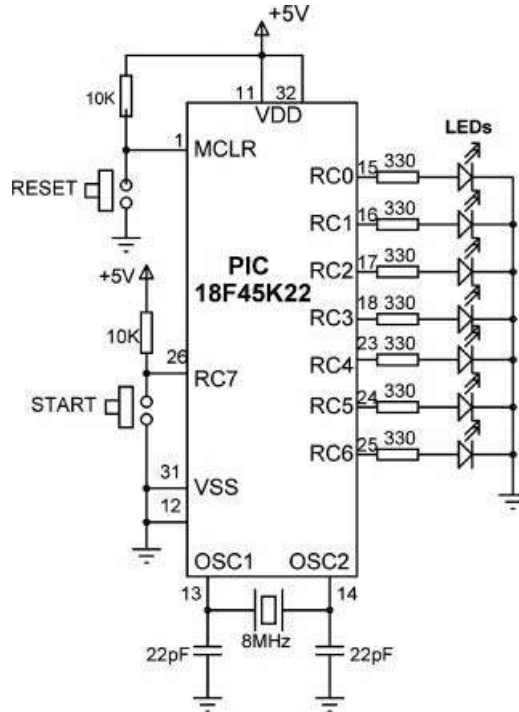 +5V
10K
11
32
VDD
LEDs
1
MCLR
RESET
RC0
15
330
RC1
16
330
+5V
PIC
18F45K22
RC2
17
330
RC3
18
330
10K
26
RC7
RC4
23
330
START
RC5
24
330
RC6
25
330
31
VSS
12
OSC1
OSC2
13
14
8MHz
22pF
22pF